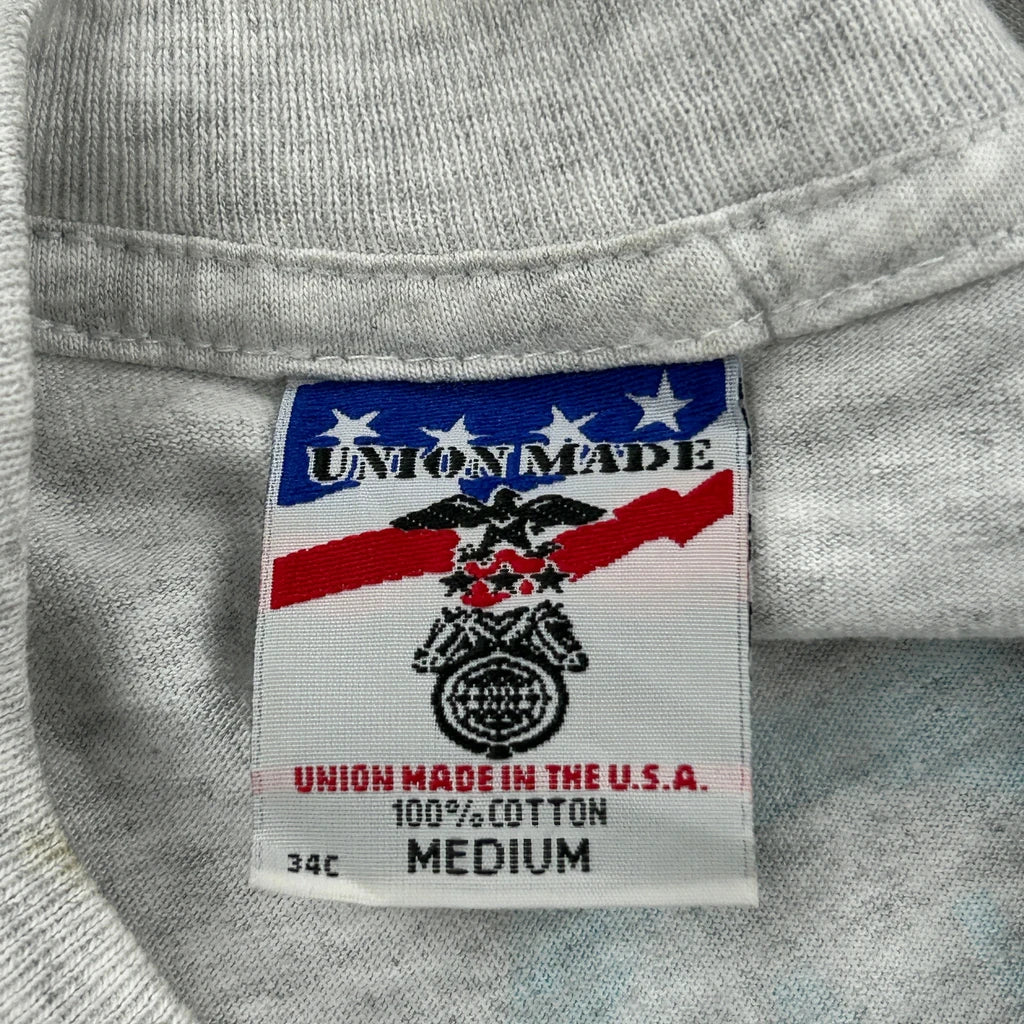 UNION MADE
UNION MADE IN THE U.S.A.
100% COTTON
34C MEDIUM